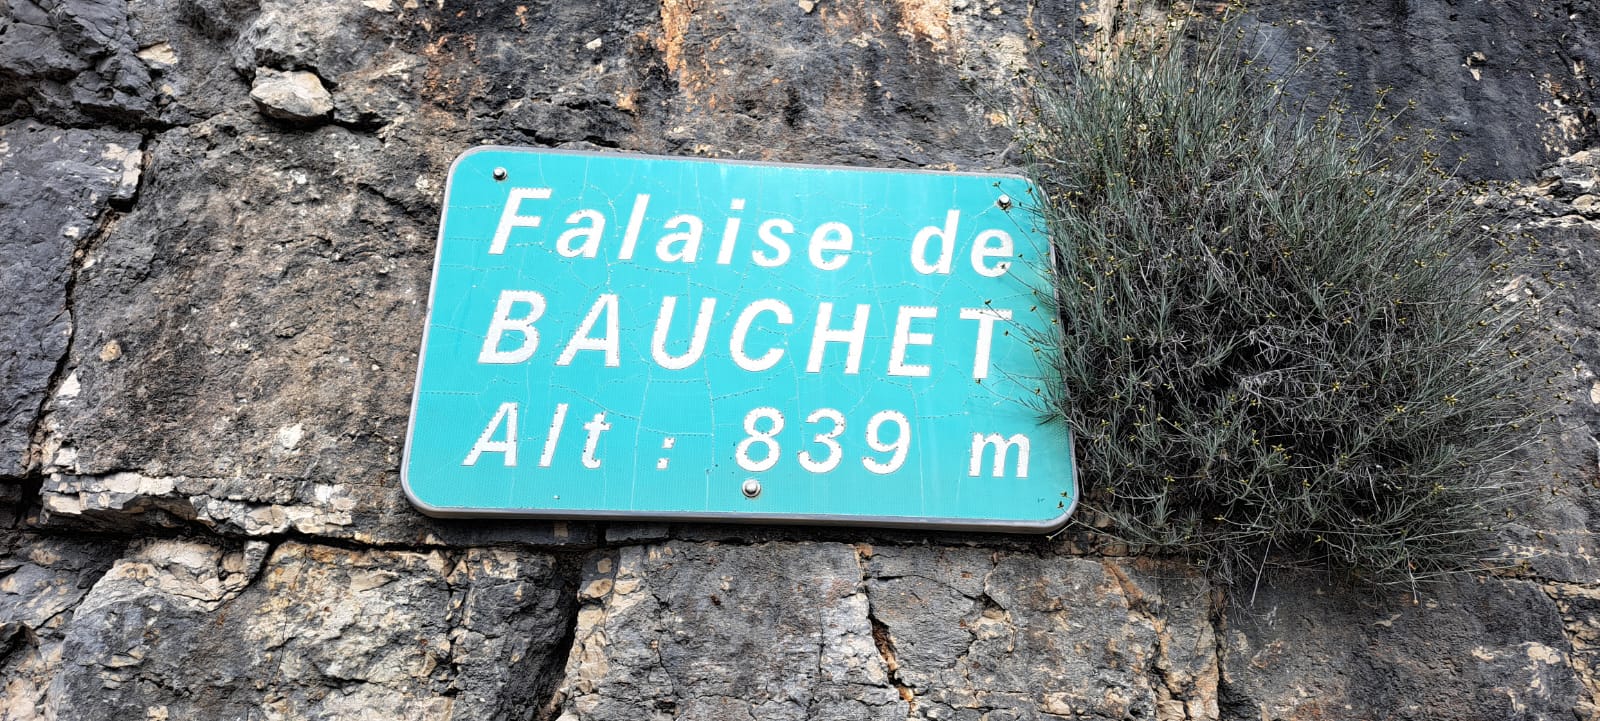 Falaise de
BAUCHET
Alt : 839 m